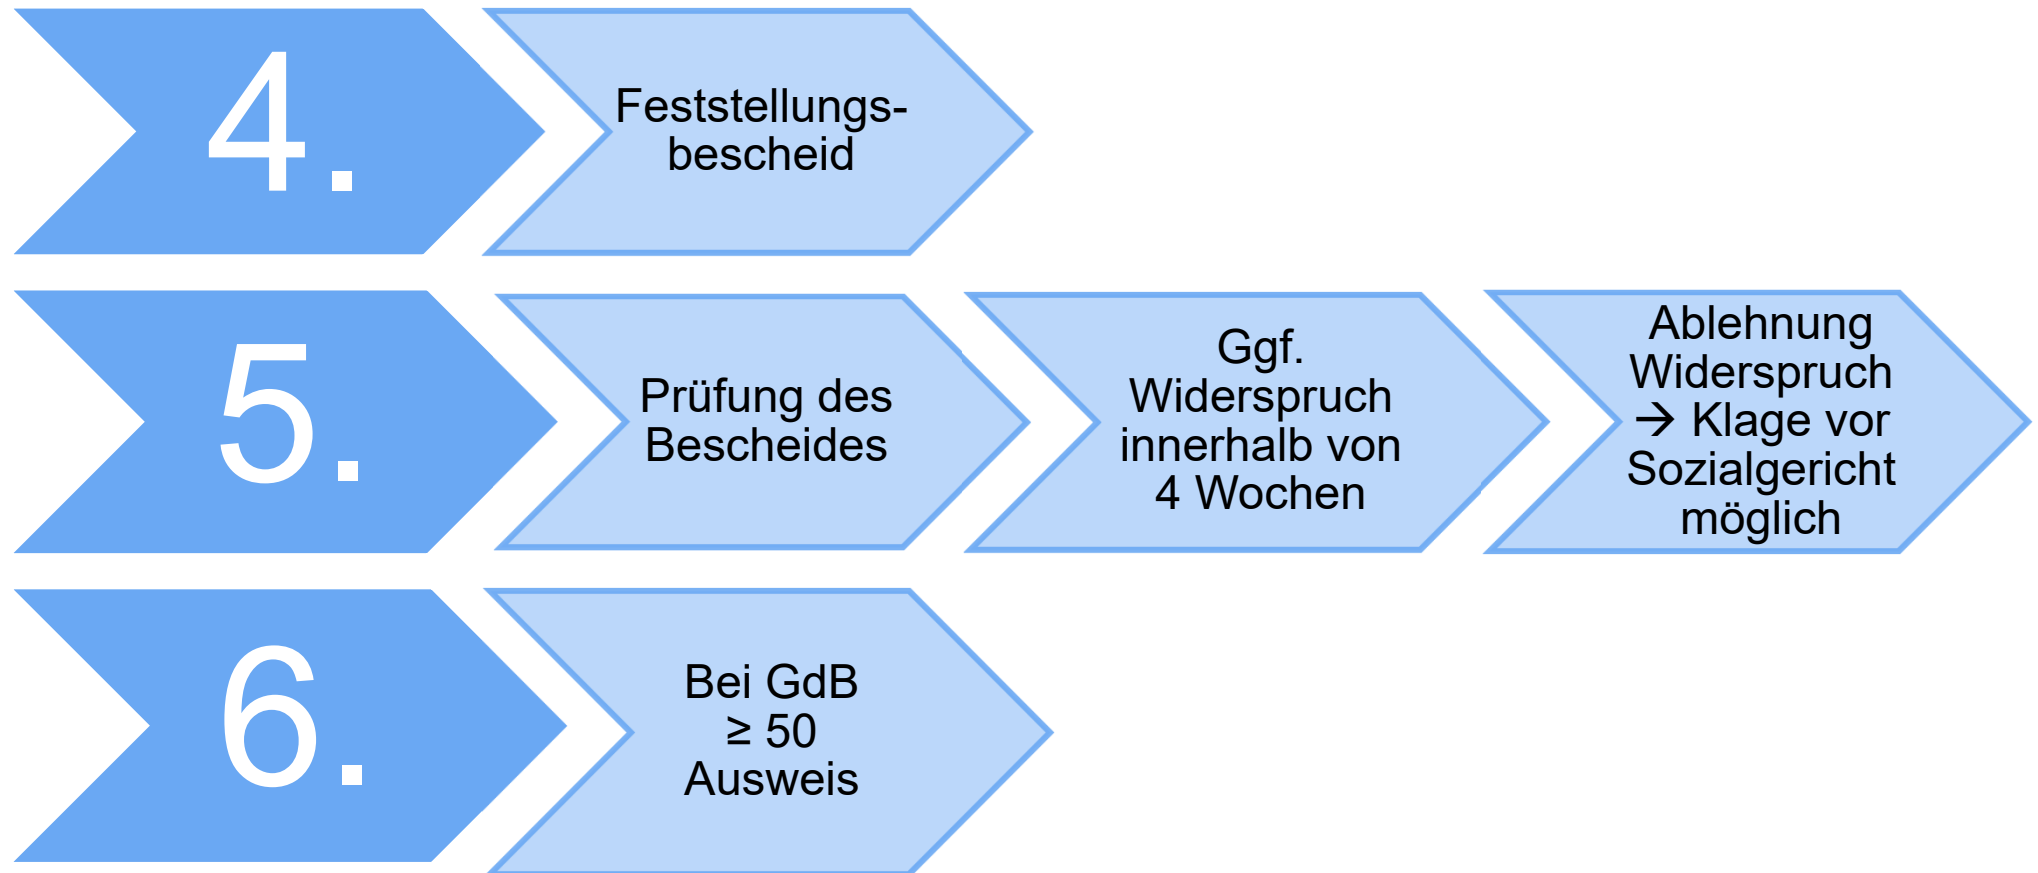 4.
Feststellungs-
bescheid
5.
Prüfung des
Bescheides
Ggf.
Widerspruch
innerhalb von
4 Wochen
Ablehnung
Widerspruch
→ Klage vor
Sozialgericht
möglich
6.
Bei GdB
≥ 50
Ausweis